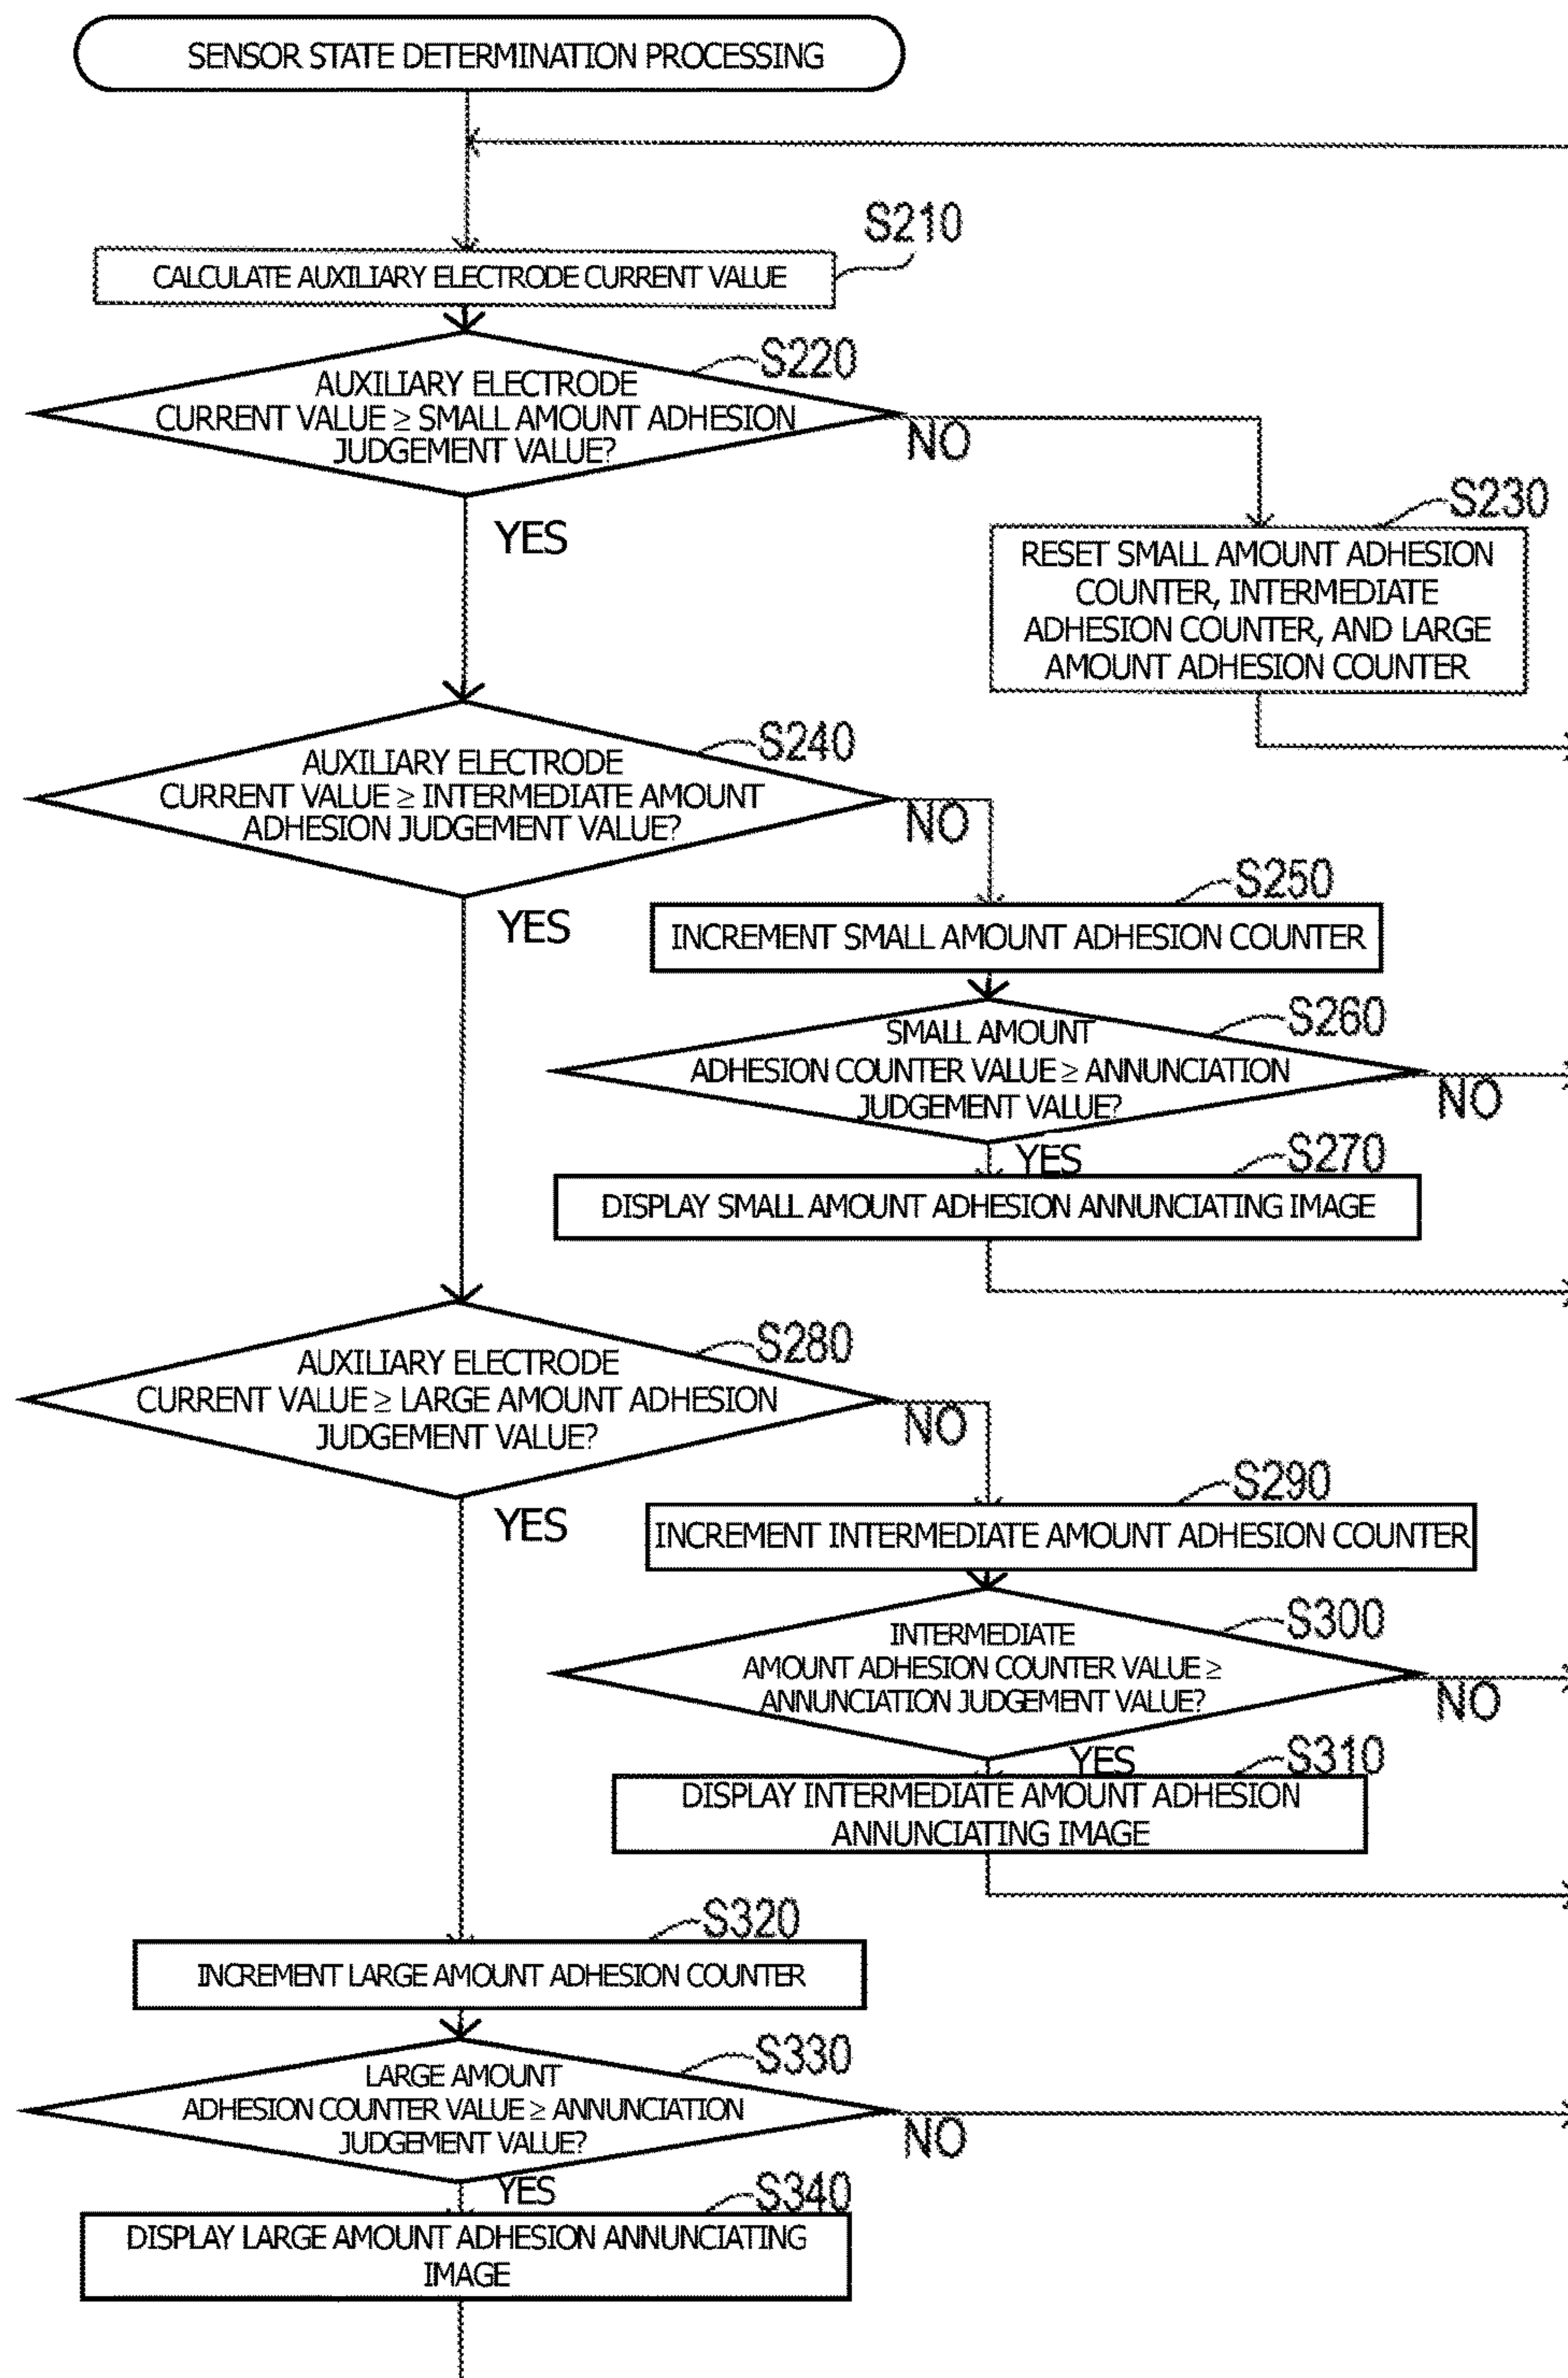 SENSOR STATE DETERMINATION PROCESSING
S210
CALCULATE AUXILIARY ELECTRODE CURRENT VALUE
S220
AUXILIARY ELECTRODE
CURRENT VALUE ≥ SMALL AMOUNT ADHESION
JUDGEMENT VALUE?
NO
YES
S230
RESET SMALL AMOUNT ADHESION
COUNTER, INTERMEDIATE
ADHESION COUNTER, AND LARGE
AMOUNT ADHESION COUNTER
S240
AUXILIARY ELECTRODE
CURRENT VALUE ≥ INTERMEDIATE AMOUNT
ADHESION JUDGEMENT VALUE?
NO
YES
S250
INCREMENT SMALL AMOUNT ADHESION COUNTER
S260
SMALL AMOUNT
ADHESION COUNTER VALUE ≥ ANNUNCIATION
JUDGEMENT VALUE?
NO
YES
S270
DISPLAY SMALL AMOUNT ADHESION ANNUNCIATING IMAGE
S280
AUXILIARY ELECTRODE
CURRENT VALUE ≥ LARGE AMOUNT ADHESION
JUDGEMENT VALUE?
NO
YES
S290
INCREMENT INTERMEDIATE AMOUNT ADHESION COUNTER
S300
INTERMEDIATE
AMOUNT ADHESION COUNTER VALUE ≥
ANNUNCIATION JUDGEMENT VALUE?
NO
YES
S310
DISPLAY INTERMEDIATE AMOUNT ADHESION
ANNUNCIATING IMAGE
S320
INCREMENT LARGE AMOUNT ADHESION COUNTER
S330
LARGE AMOUNT
ADHESION COUNTER VALUE ≥ ANNUNCIATION
JUDGEMENT VALUE?
NO
YES
S340
DISPLAY LARGE AMOUNT ADHESION ANNUNCIATING
IMAGE